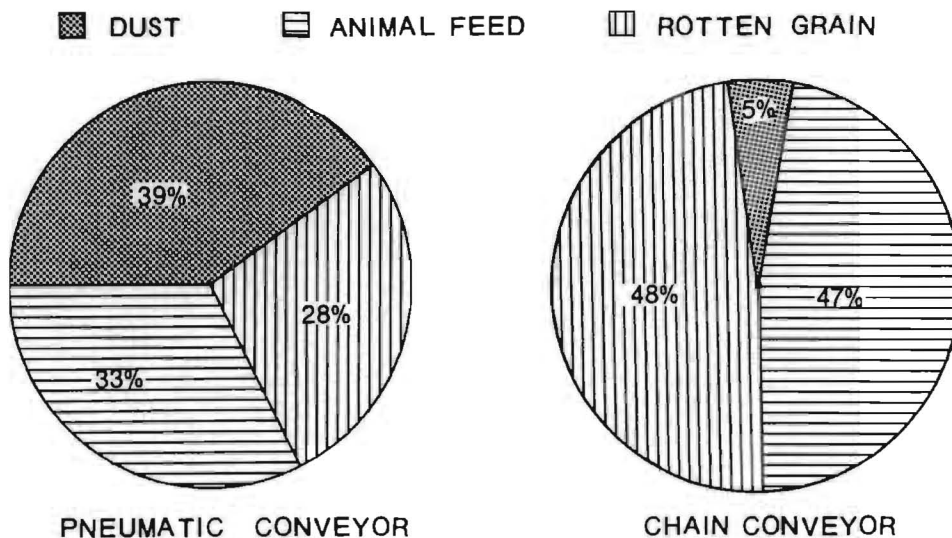 DUST ANIMAL FEED ROTTEN GRAIN
39%
28%
33%
5%
48%
47%
PNEUMATIC CONVEYOR
CHAIN CONVEYOR